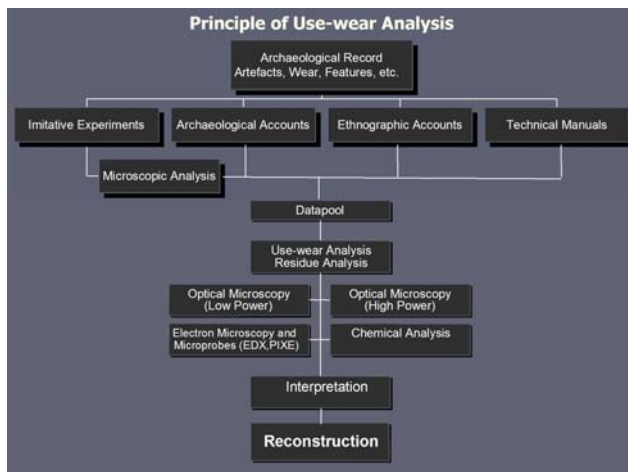 Principle of Use-wear Analysis
Archaeological Record
Artefacts, Wear, Features, etc.
Imitative Experiments
Archaeological Accounts
Ethnographic Accounts
Technical Manuals
Microscopic Analysis
Datapool
Use-wear Analysis
Residue Analysis
Optical Microscopy
(Low Power)
Optical Microscopy
(High Power)
Electron Microscopy and
Microprobes (EDX,PIXE)
Chemical Analysis
Interpretation
Reconstruction